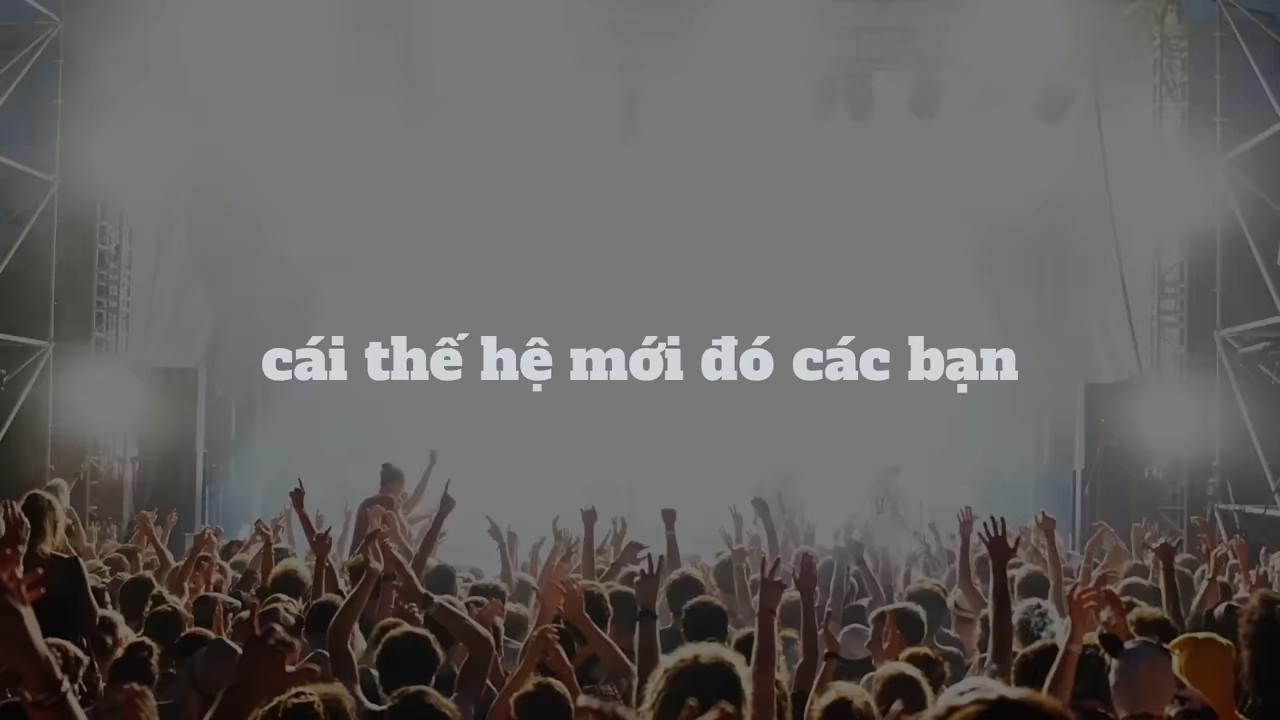 cái thế hệ mới đó các bạn